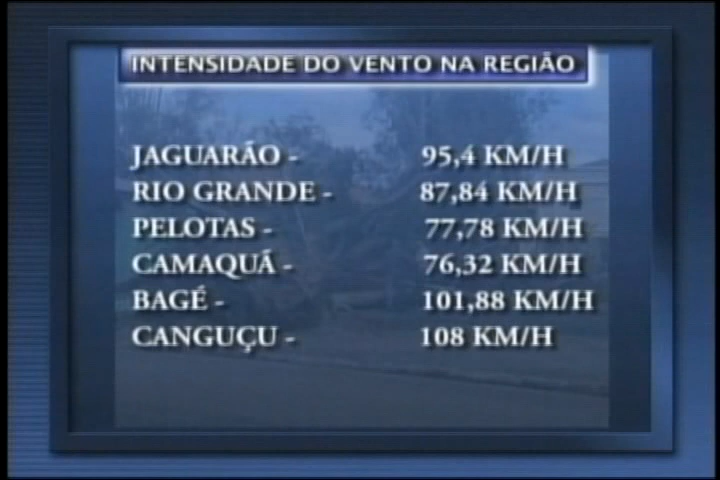 INTENSIDADE DO VENTO NA REGIÃO
JAGUARÃO - 95,4 KM/H
RIO GRANDE - 87,84 KM/H
PELOTAS - 77,78 KM/H
CAMAQUÃ - 76,32 KM/H
BAGÉ - 101,88 KM/H
CANGUÇU - 108 KM/H